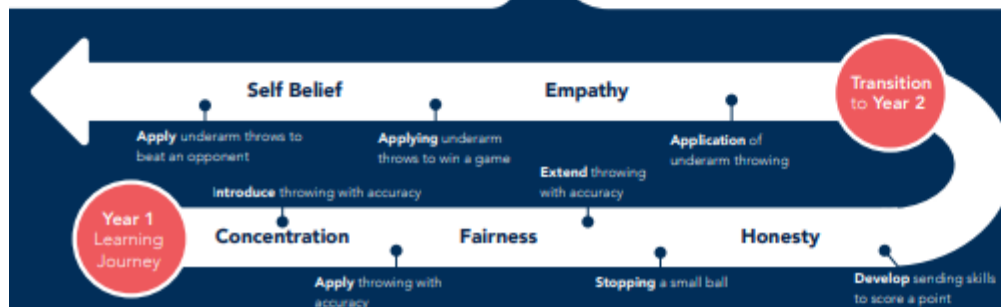 Self Belief
Empathy
Transition
to Year 2
Apply underarm throws to
beat an opponent
Applying underarm
throws to win a game
Application of
underarm throwing
Extend throwing
with accuracy
Introduce throwing with accuracy
Year 1
Learning
Journey
Concentration
Fairness
Honesty
Apply throwing with
accuracy
Stopping a small ball
Develop sending skills
to score a point